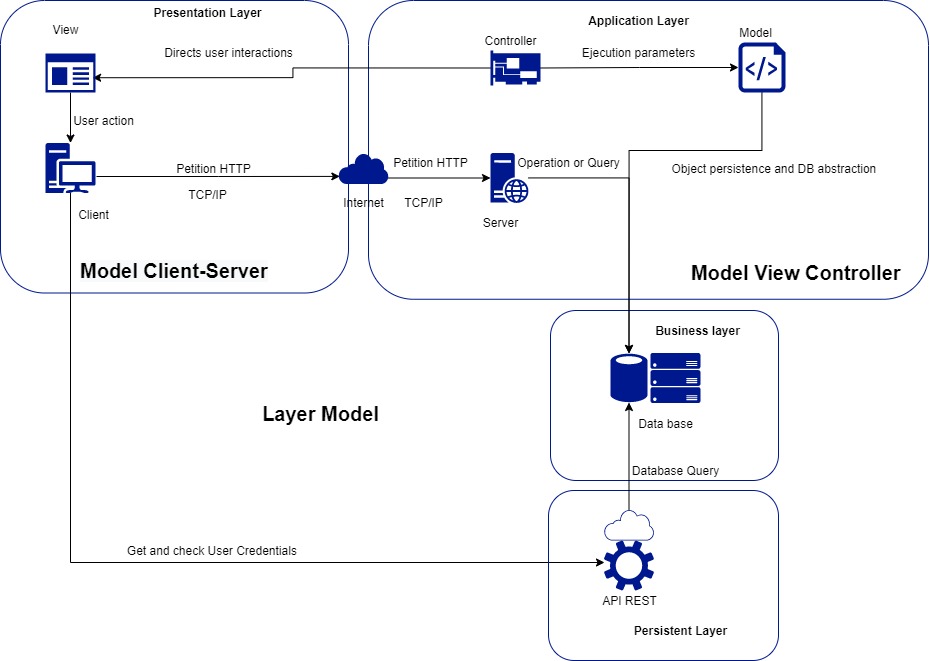 Presentation Layer
View
Directs user interactions
User action
Petition HTTP
TCP/IP
Client
Model Client-Server
Internet
Application Layer
Controller
Ejecution parameters
Model
Petition HTTP
TCP/IP
Operation or Query
Server
Object persistence and DB abstraction
Model View Controller
Business layer
Data base
Layer Model
Database Query
Get and check User Credentials
API REST
Persistent Layer